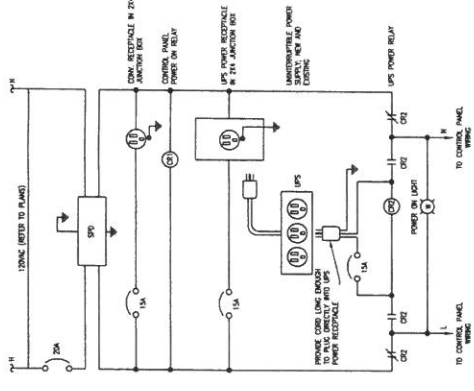 H
N
120VAC (REFER TO PLANS)
20A
SPD
CONV. RECEPTACLE IN 2X4
JUNCTION BOX
15A
CONTROL PANEL
POWER ON RELAY
CR1
UPS POWER RECEPTACLE
IN 2X4 JUNCTION BOX
15A
UNINTERRUPTIBLE POWER
SUPPLY; NEW AND
EXISTING
UPS
PROVIDE CORD LONG ENOUGH
TO PLUG DIRECTLY INTO UPS
POWER RECEPTACLE
15A
UPS POWER RELAY
CR2
CR2
CR2
CR2
CR2
POWER ON LIGHT
W
L
N
TO CONTROL PANEL
WIRING
TO CONTROL PANEL
WIRING